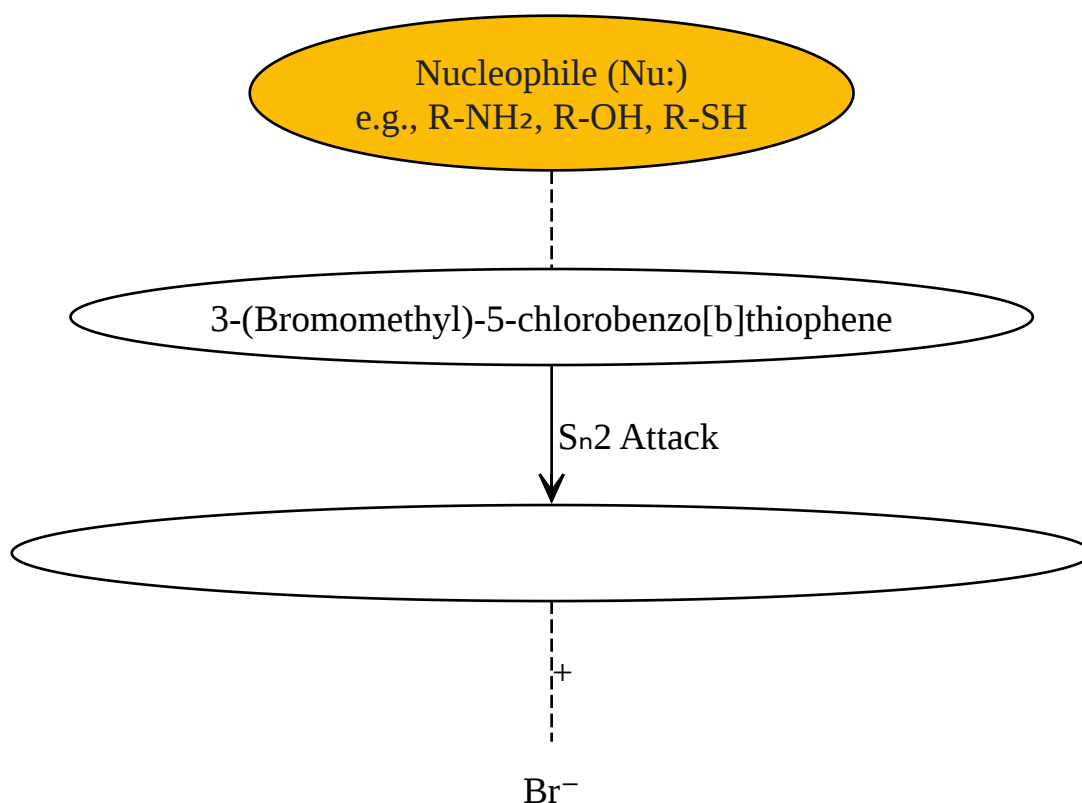 Nucleophile (Nu:)
e.g., R-NH₂, R-OH, R-SH
3-(Bromomethyl)-5-chlorobenzo[b]thiophene
Sₙ2 Attack
+
Br⁻